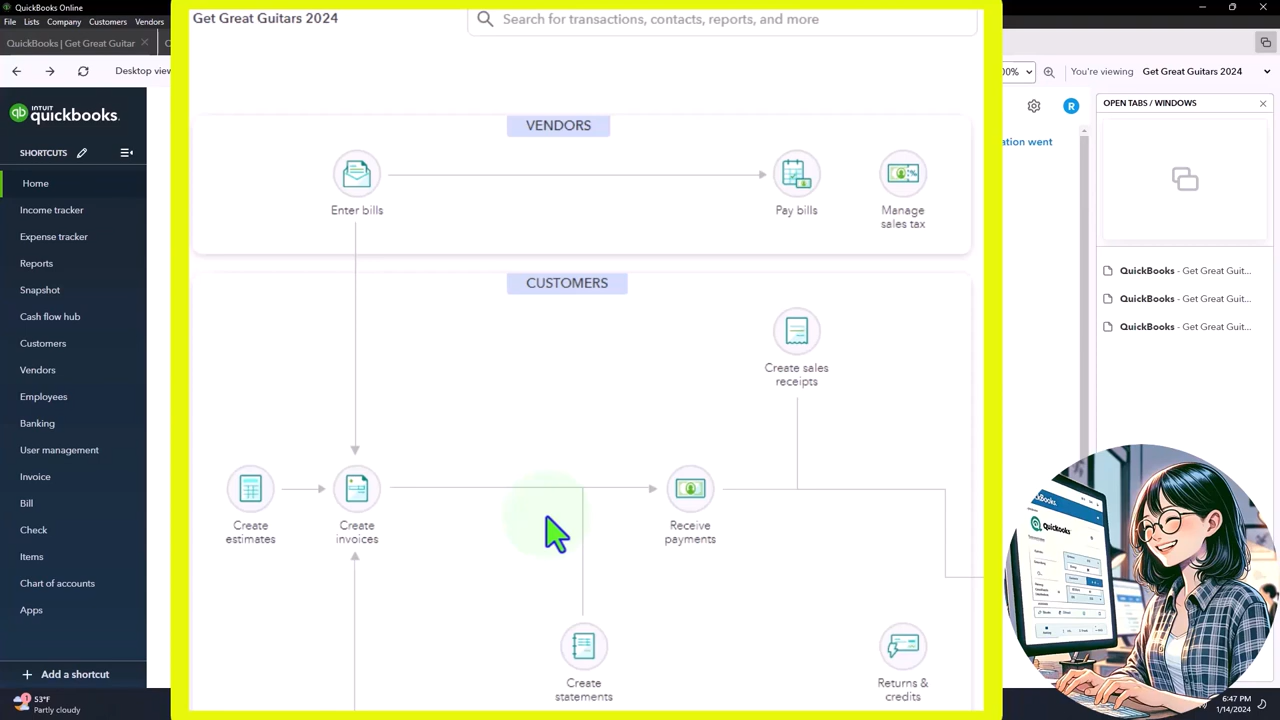 QuickBooks Online
Get Great Guitars 2024
Search for transactions, contacts, reports, and more
File
Edit
Lists
Company
Customers
QuickBooks | Get Great Guitars
Desktop view
You're viewing
Get Great Guitars 2024
INTUIT
quickbooks.
R
OPEN TABS / WINDOWS
SHORTCUTS
ation went
Home
Income tracker
Expense tracker
Reports
Snapshot
Cash flow hub
Customers
Vendors
Employees
Banking
User management
Invoice
Bill
Check
Items
Chart of accounts
Apps
Add a shortcut
VENDORS
Enter bills
Pay bills
Manage
sales tax
CUSTOMERS
Create sales
receipts
Create
estimates
Create
invoices
Receive
payments
Create
statements
Returns &
credits
QuickBooks - Get Great Guit...
QuickBooks - Get Great Guit...
QuickBooks - Get Great Guit...
quickbooks
53°F
Partly cloudy
6:47 PM
1/14/2024